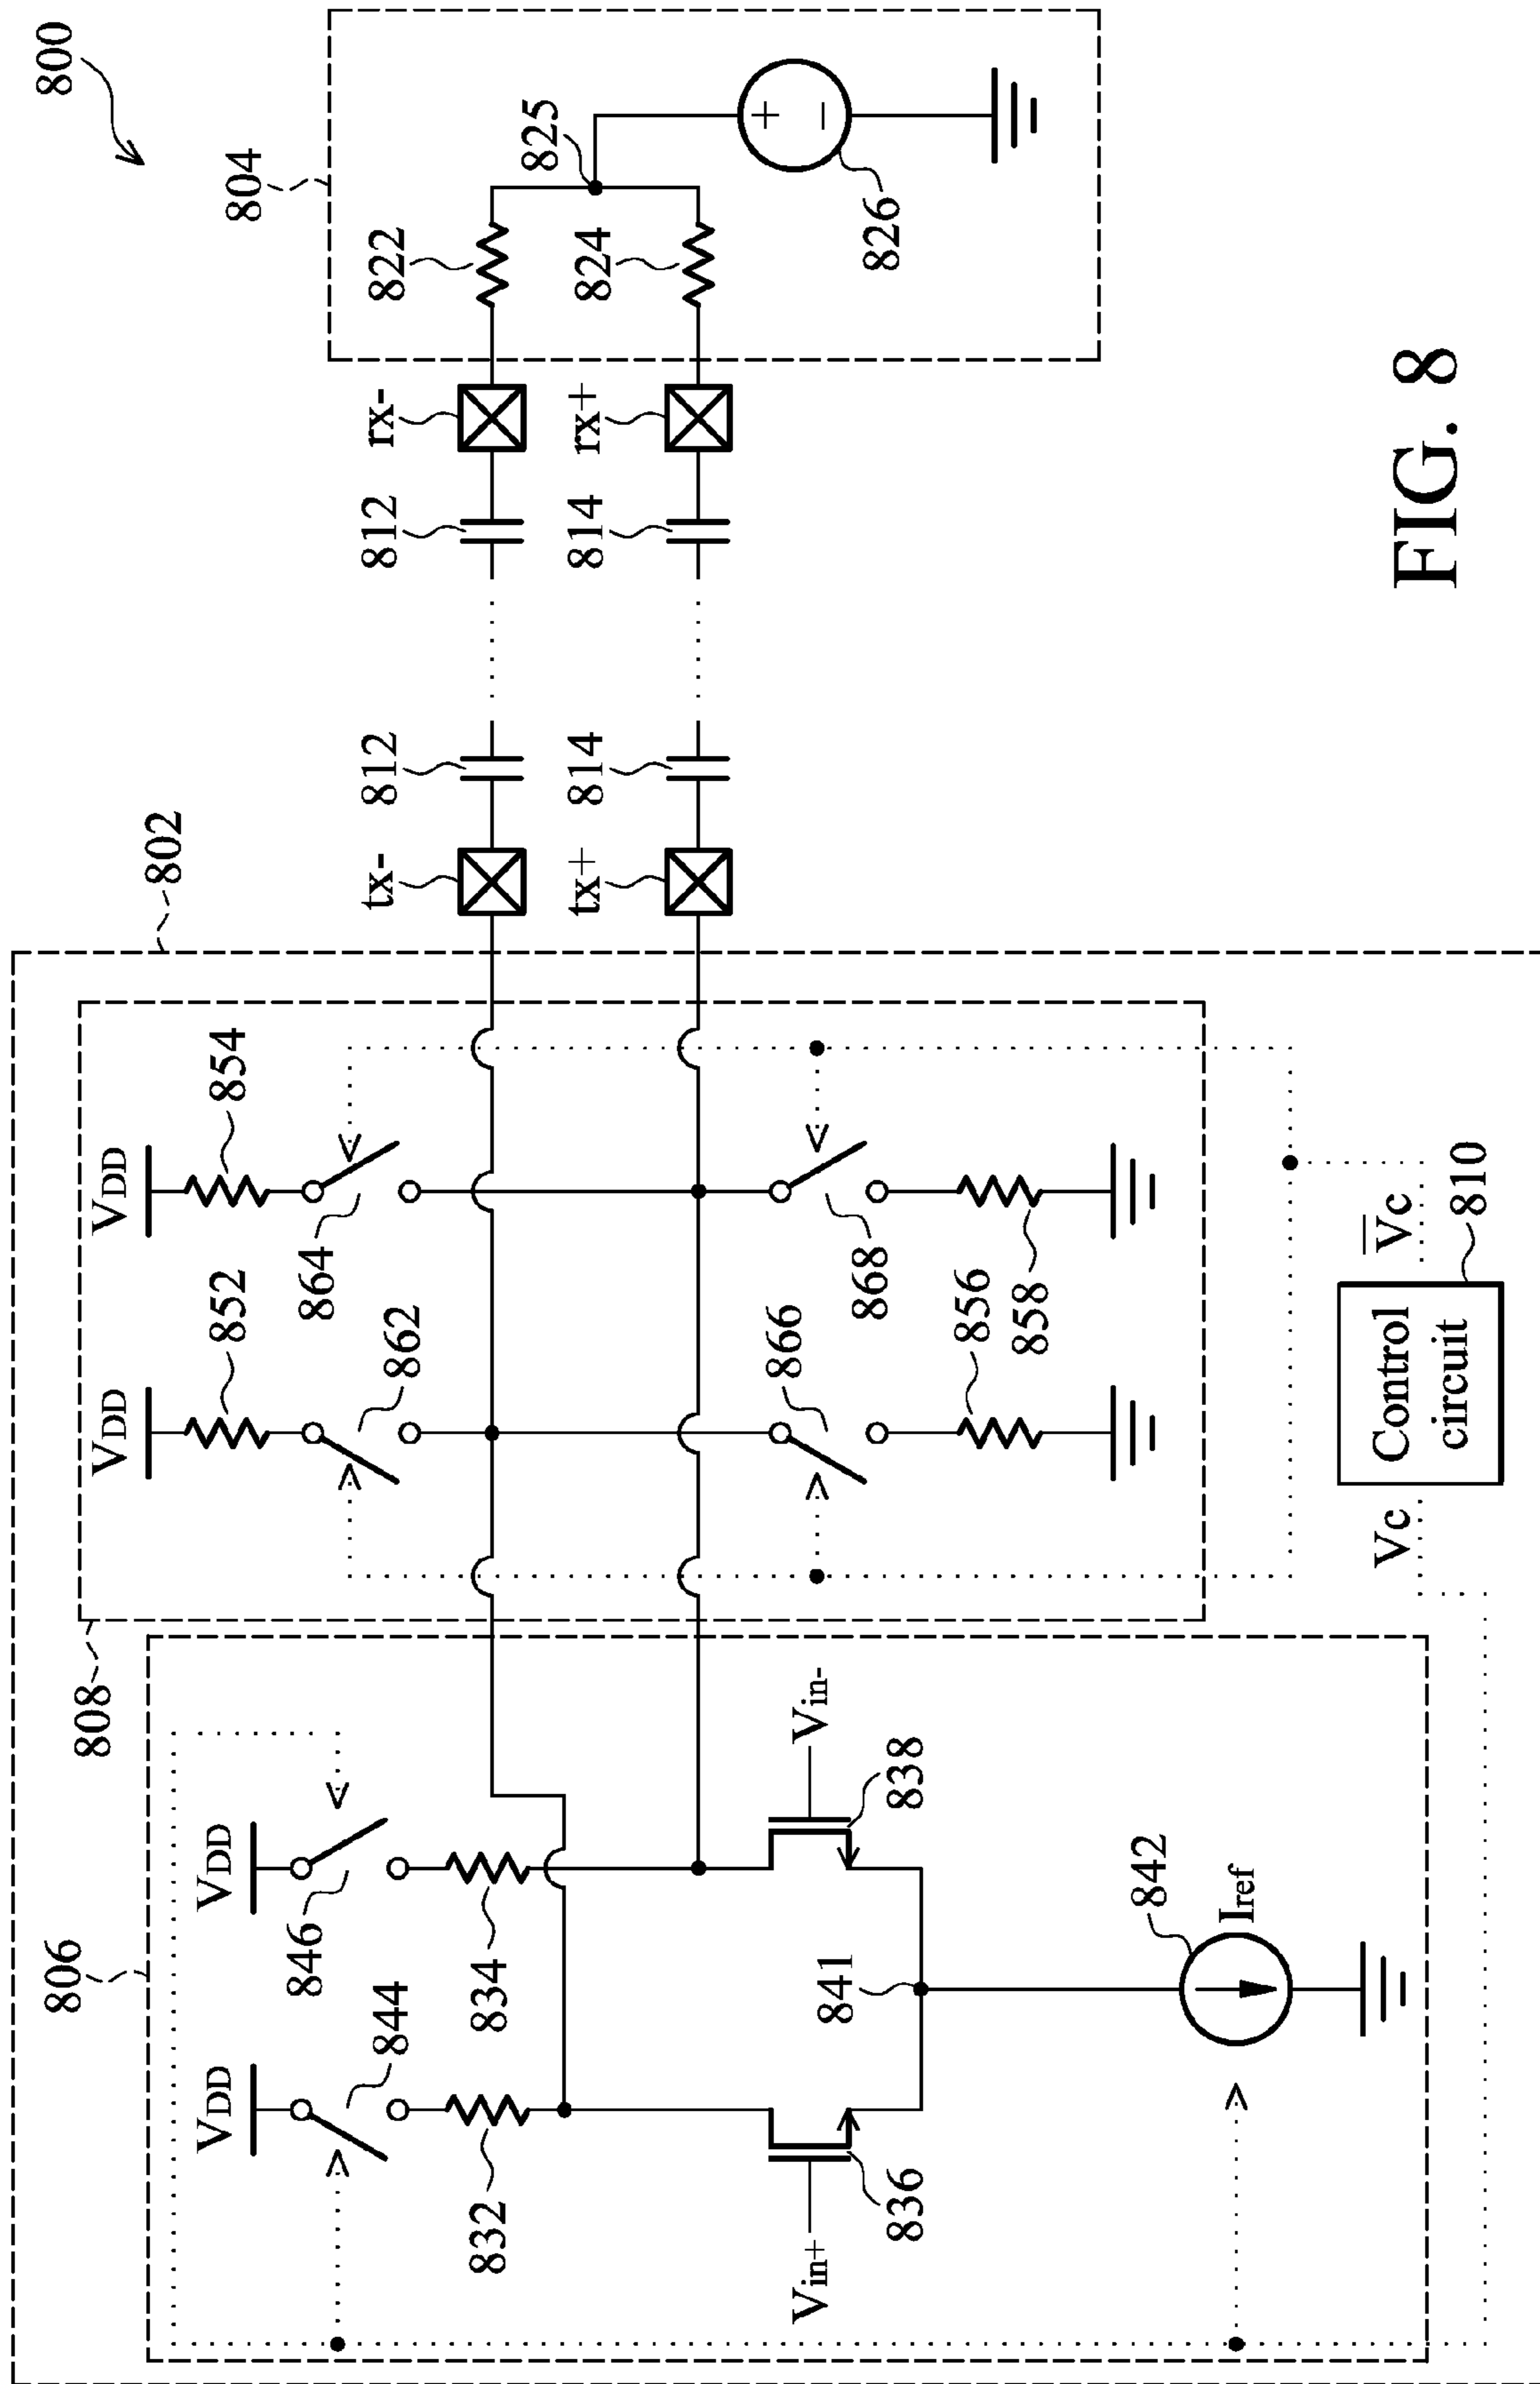 800
802
804
806
808
VDD
VDD
VDD
VDD
844
846
832
834
852
854
862
864
tx-
812
812
rx-
822
tx+
814
814
rx+
824
825
826
Vin+
836
Vin-
838
841
842
Iref
866
868
856
858
Vc
V̅c
Control
circuit
810
FIG. 8